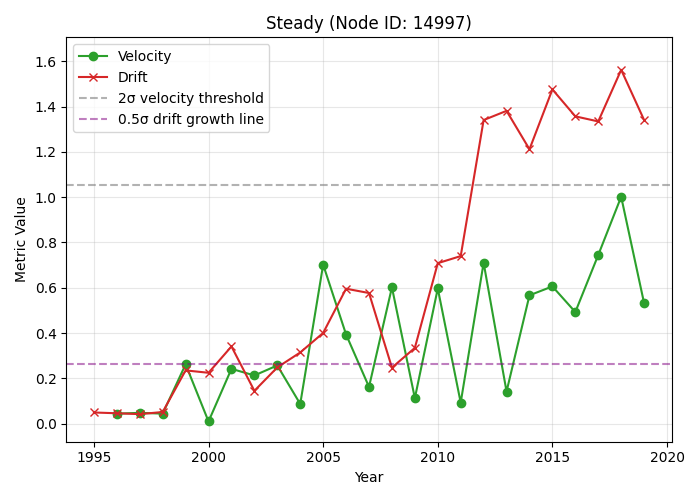 Steady (Node ID: 14997)
Velocity
Drift
2σ velocity threshold
0.5σ drift growth line
Metric Value
1.6
1.4
1.2
1.0
0.8
0.6
0.4
0.2
0.0
1995 2000 2005 2010 2015 2020
Year